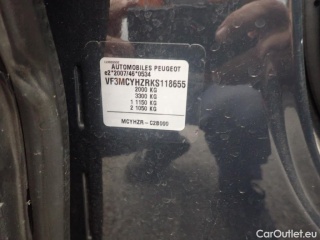 AUTOMOBILES PEUGEOT
e2*2007/46*0534
VF3MCYHZRKS118655
2000 KG
3300 KG
1 1150 KG
2 1050 KG
MCYHZR - C2B000
CarOutlet.eu